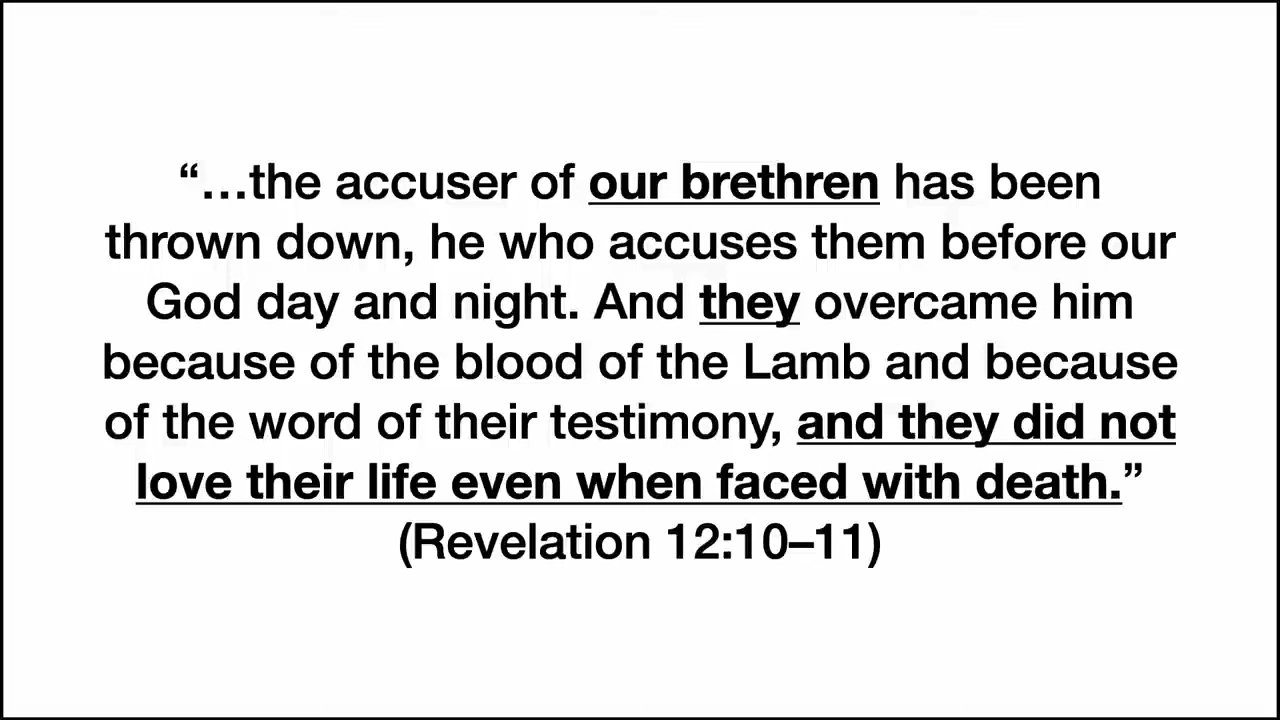 “…the accuser of our brethren has been
thrown down, he who accuses them before our
God day and night. And they overcame him
because of the blood of the Lamb and because
of the word of their testimony, and they did not
love their life even when faced with death.”
(Revelation 12:10–11)